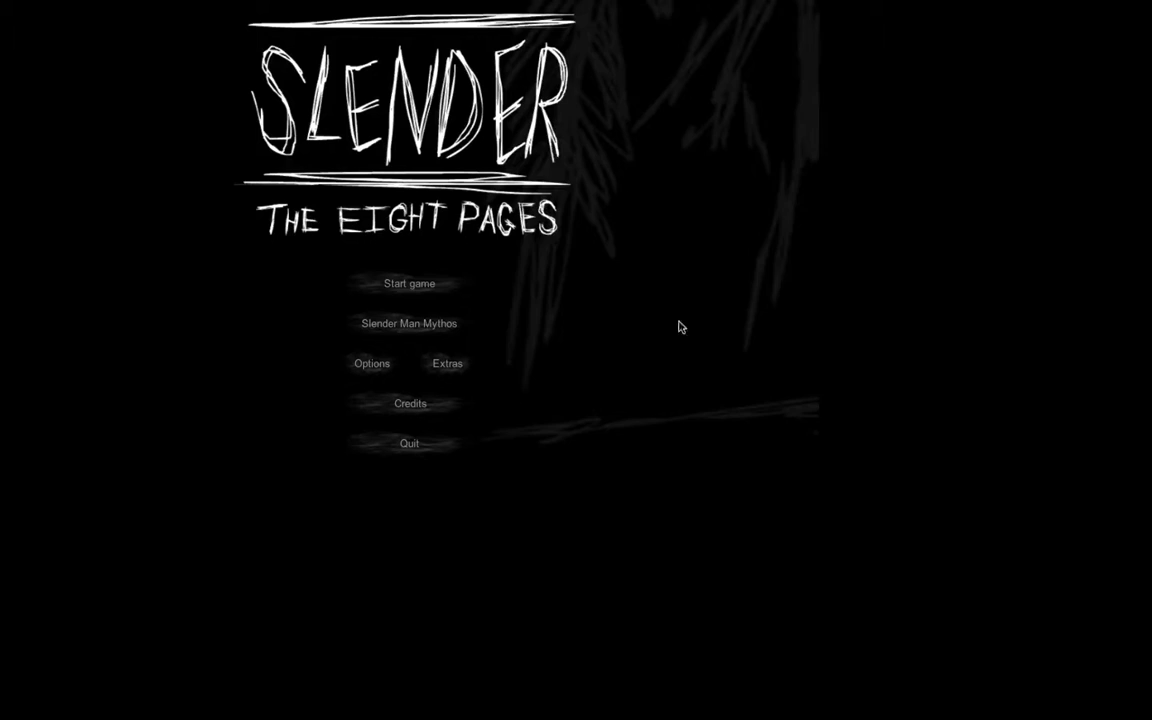 SLENDER
THE EIGHT PAGES
Start game
Slender Man Mythos
Options Extras
Credits
Quit